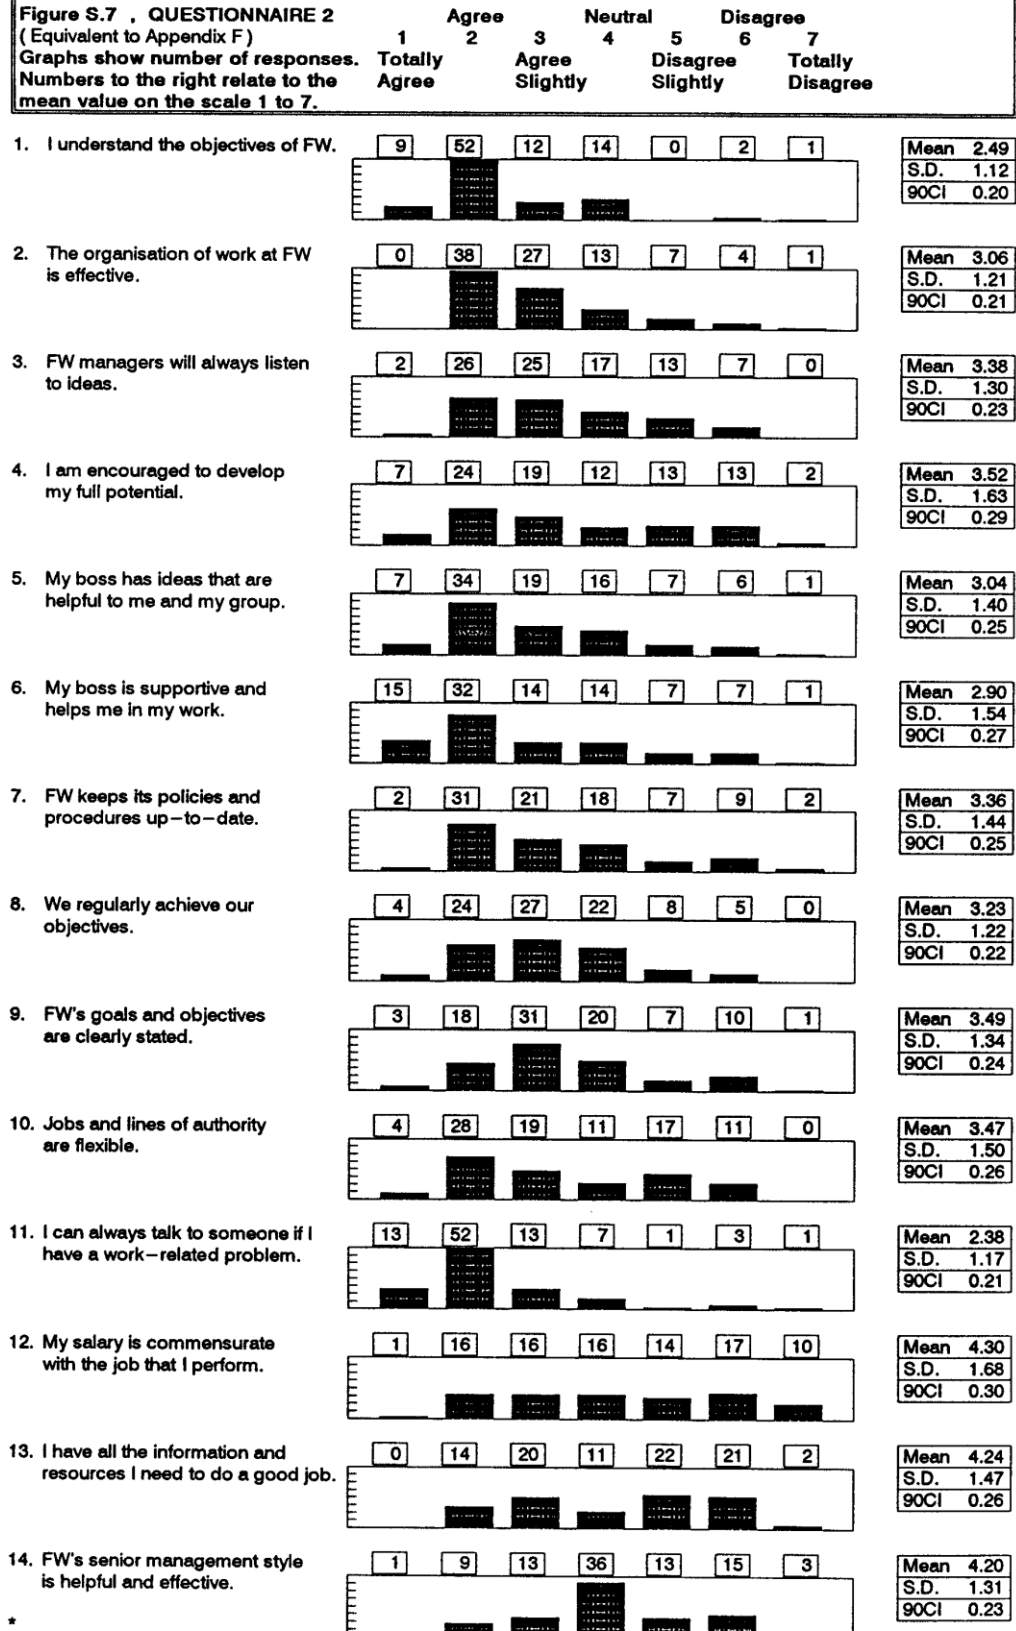 Figure S.7 , QUESTIONNAIRE 2 Agree Neutral Disagree
( Equivalent to Appendix F ) 1 2 3 4 5 6 7
Graphs show number of responses. Totally Agree Disagree Totally
Numbers to the right relate to the Agree Slightly Slightly Disagree
mean value on the scale 1 to 7.
1. I understand the objectives of FW. 9 52 12 14 0 2 1 Mean 2.49
S.D. 1.12
90CI 0.20
2. The organisation of work at FW 0 38 27 13 7 4 1 Mean 3.06
is effective. S.D. 1.21
90CI 0.21
3. FW managers will always listen 2 26 25 17 13 7 0 Mean 3.38
to ideas. S.D. 1.30
90CI 0.23
4. I am encouraged to develop 7 24 19 12 13 13 2 Mean 3.52
my full potential. S.D. 1.63
90CI 0.29
5. My boss has ideas that are 7 34 19 16 7 6 1 Mean 3.04
helpful to me and my group. S.D. 1.40
90CI 0.25
6. My boss is supportive and 15 32 14 14 7 7 1 Mean 2.90
helps me in my work. S.D. 1.54
90CI 0.27
7. FW keeps its policies and 2 31 21 18 7 9 2 Mean 3.36
procedures up-to-date. S.D. 1.44
90CI 0.25
8. We regularly achieve our 4 24 27 22 8 5 0 Mean 3.23
objectives. S.D. 1.22
90CI 0.22
9. FW's goals and objectives 3 18 31 20 7 10 1 Mean 3.49
are clearly stated. S.D. 1.34
90CI 0.24
10. Jobs and lines of authority 4 28 19 11 17 11 0 Mean 3.47
are flexible. S.D. 1.50
90CI 0.26
11. I can always talk to someone if I 13 52 13 7 1 3 1 Mean 2.38
have a work-related problem. S.D. 1.17
90CI 0.21
12. My salary is commensurate 1 16 16 16 14 17 10 Mean 4.30
with the job that I perform. S.D. 1.68
90CI 0.30
13. I have all the information and 0 14 20 11 22 21 2 Mean 4.24
resources I need to do a good job. S.D. 1.47
90CI 0.26
14. FW's senior management style 1 9 13 36 13 15 3 Mean 4.20
is helpful and effective. S.D. 1.31
90CI 0.23
*